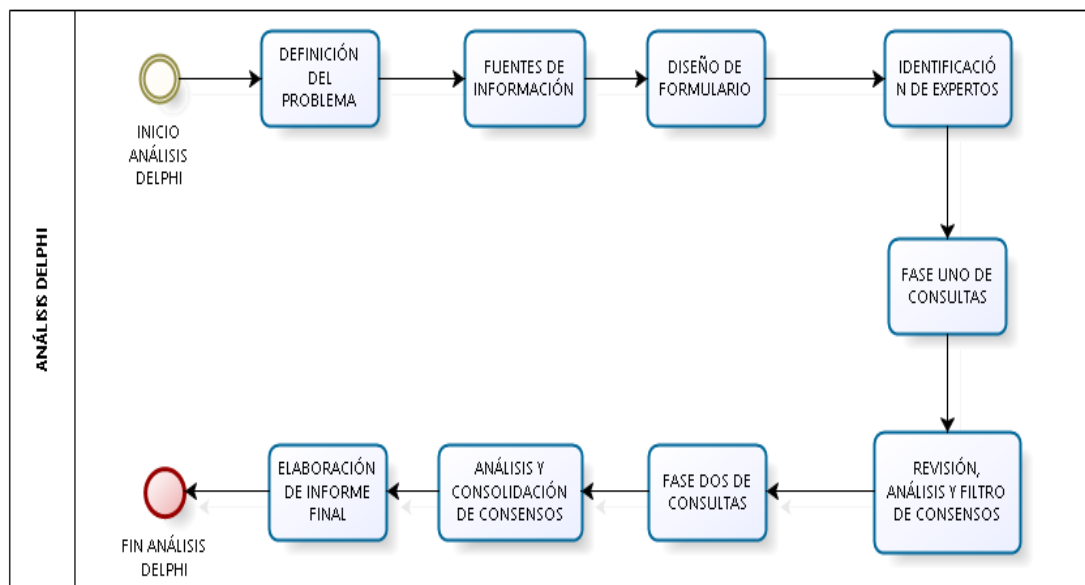 ANÁLISIS DELPHI
INICIO
ANÁLISIS
DELPHI
DEFINICIÓN
DEL
PROBLEMA
FUENTES DE
INFORMACIÓN
DISEÑO DE
FORMULARIO
IDENTIFICACIÓ
N DE EXPERTOS
FASE UNO DE
CONSULTAS
REVISIÓN,
ANÁLISIS Y FILTRO
DE CONSENSOS
FASE DOS DE
CONSULTAS
ANÁLISIS Y
CONSOLIDACIÓN
DE CONSENSOS
ELABORACIÓN
DE INFORME
FINAL
FIN ANÁLISIS
DELPHI